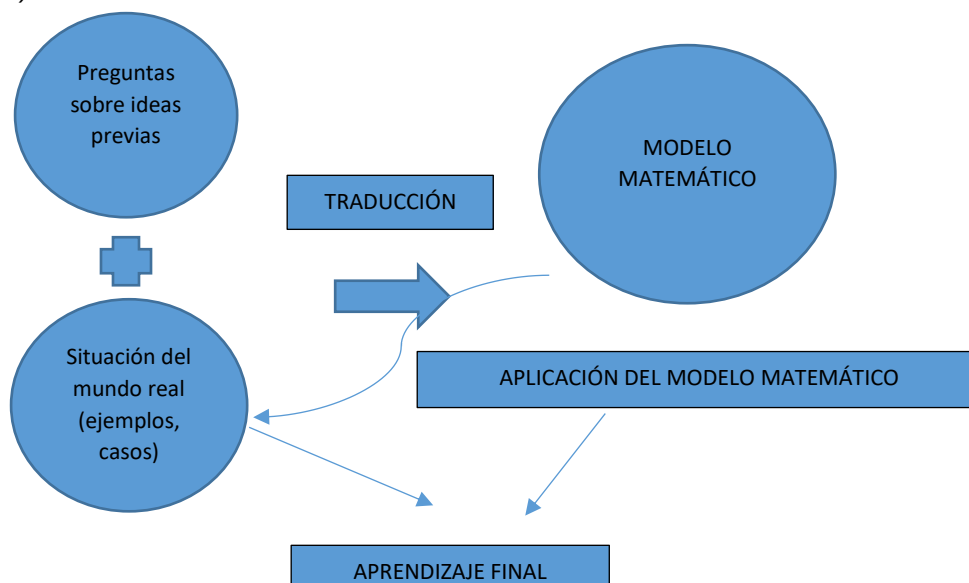 Preguntas
sobre ideas
previas
MODELO
MATEMÁTICO
TRADUCCIÓN
Situación del
mundo real
(ejemplos,
casos)
APLICACIÓN DEL MODELO MATEMÁTICO
APRENDIZAJE FINAL